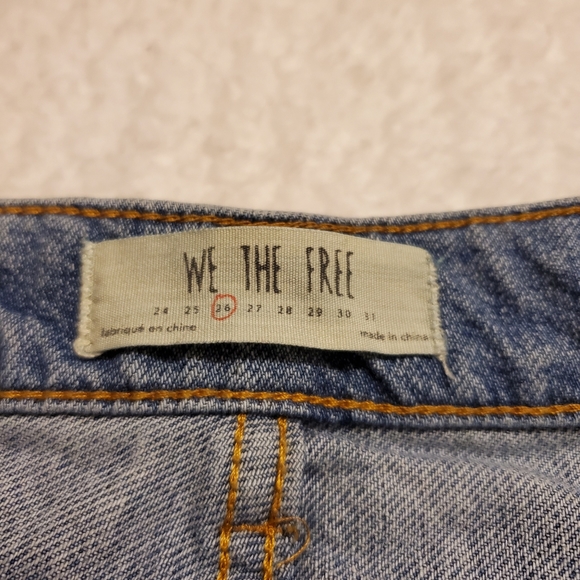 WE THE FREE
24 25 26 27 28 29 30 31
fabriqué en chine made in china